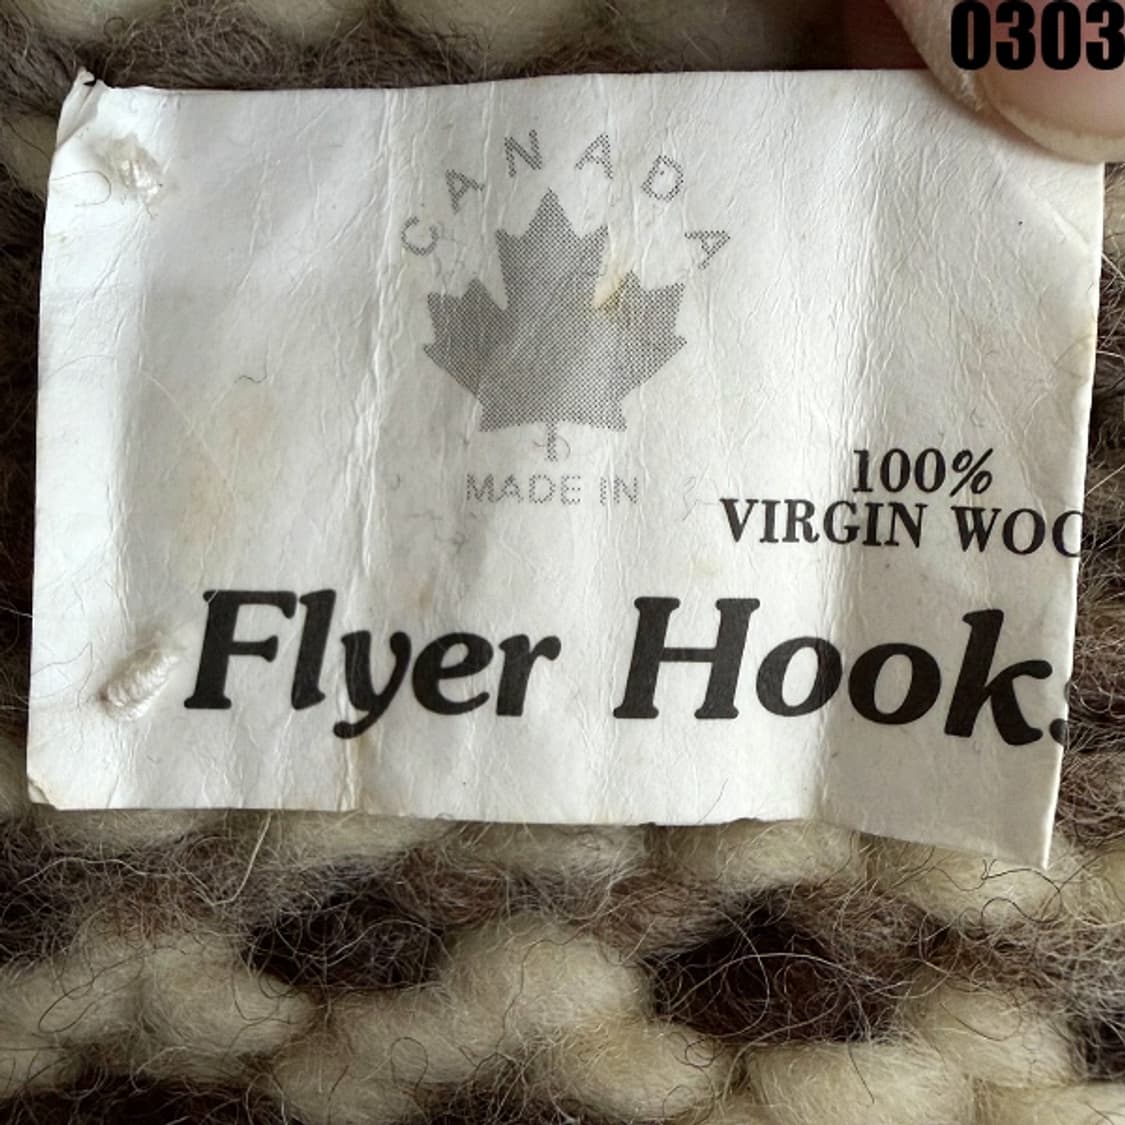 0303
CANADA
MADE IN
100%
VIRGIN WOO
Flyer Hook